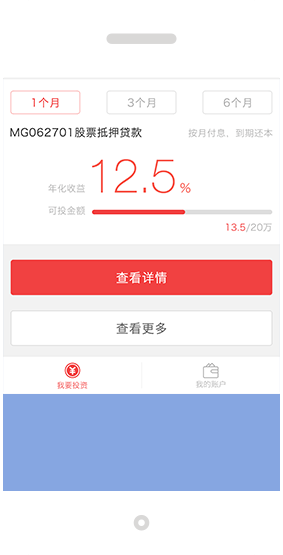 1个月 3个月 6个月
MG062701股票抵押贷款 按月付息、到期还本
年化收益 12.5%
可投金额
13.5/20万
查看详情
查看更多
我要投资 我的账户